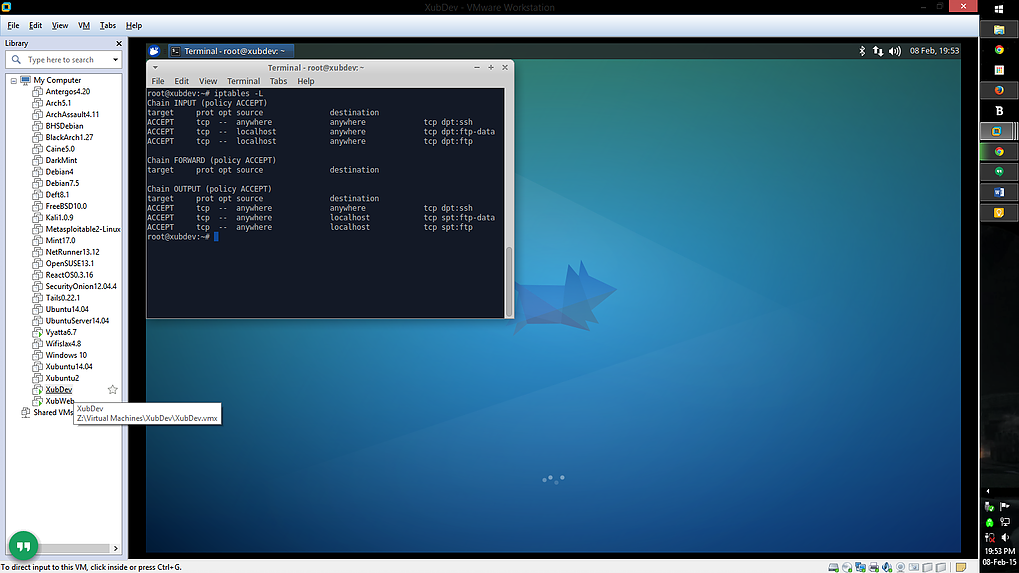 XubDev - VMware Workstation
File Edit View VM Tabs Help
Library
Type here to search
My Computer
Antergos4.20
Arch5.1
ArchAssault4.11
BHSDebian
BlackArch1.27
Caine5.0
DarkMint
Debian4
Debian7.5
Deft8.1
FreeBSD10.0
Kali1.0.9
Metasploitable2-Linux
Mint17.0
NetRunner13.12
OpenSUSE13.1
ReactOS0.3.16
SecurityOnion12.04.4
Tails0.22.1
Ubuntu14.04
UbuntuServer14.04
Vyatta6.7
Wifislax4.8
Windows 10
Xubuntu14.04
Xubuntu2
XubDev
XubWeb
Shared VMs
XubDev
Z:\Virtual Machines\XubDev\XubDev.vmx
Terminal - root@xubdev: ~
08 Feb, 19:53
Terminal - root@xubdev: ~
File Edit View Terminal Tabs Help
root@xubdev:~# iptables -L
Chain INPUT (policy ACCEPT)
target prot opt source destination
ACCEPT tcp -- anywhere anywhere tcp dpt:ssh
ACCEPT tcp -- localhost anywhere tcp dpt:ftp-data
ACCEPT tcp -- localhost anywhere tcp dpt:ftp
Chain FORWARD (policy ACCEPT)
target prot opt source destination
Chain OUTPUT (policy ACCEPT)
target prot opt source destination
ACCEPT tcp -- anywhere anywhere tcp dpt:ssh
ACCEPT tcp -- anywhere localhost tcp spt:ftp-data
ACCEPT tcp -- anywhere localhost tcp spt:ftp
root@xubdev:~#
B
19:53 PM
08-Feb-15
To direct input to this VM, click inside or press Ctrl+G.